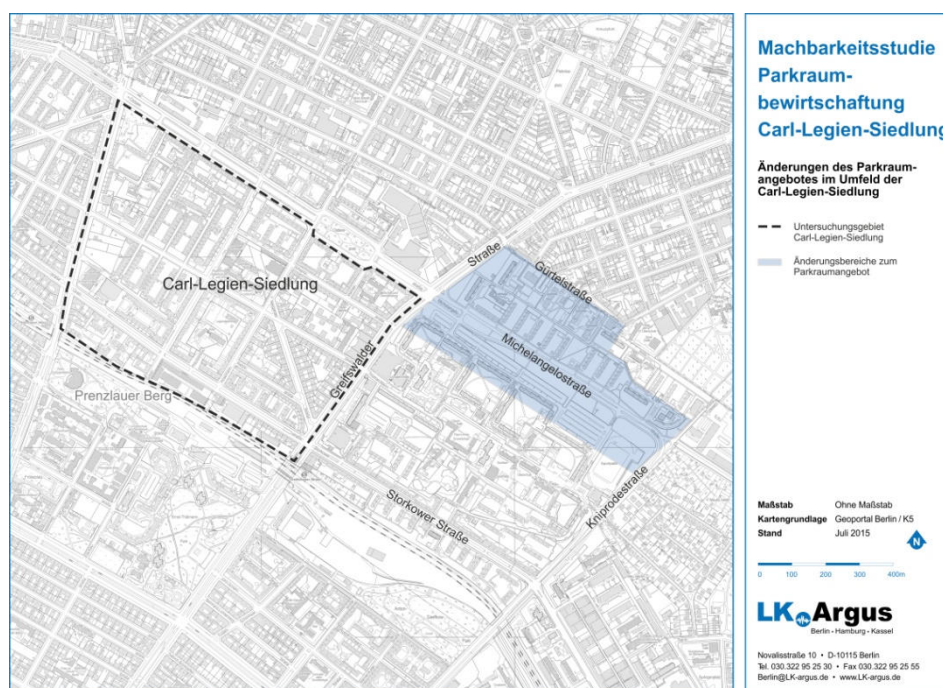 Carl-Legien-Siedlung
Prenzlauer Berg
Greifswalder
Straße
Gürtelstraße
Michelangelostraße
Storkower Straße
Kniprodestraße
Machbarkeitsstudie
Parkraum-
bewirtschaftung
Carl-Legien-Siedlung
Änderungen des Parkraum-
angebotes im Umfeld der
Carl-Legien-Siedlung
Untersuchungsgebiet
Carl-Legien-Siedlung
Änderungsbereiche zum
Parkraumangebot
Maßstab Ohne Maßstab
Kartengrundlage Geoportal Berlin / K5
Stand Juli 2015
N
0 100 200 300 400m
LK Argus
Berlin - Hamburg - Kassel
Novalisstraße 10 • D-10115 Berlin
Tel. 030.322 95 25 30 • Fax 030.322 95 25 55
Berlin@LK-argus.de • www.LK-argus.de